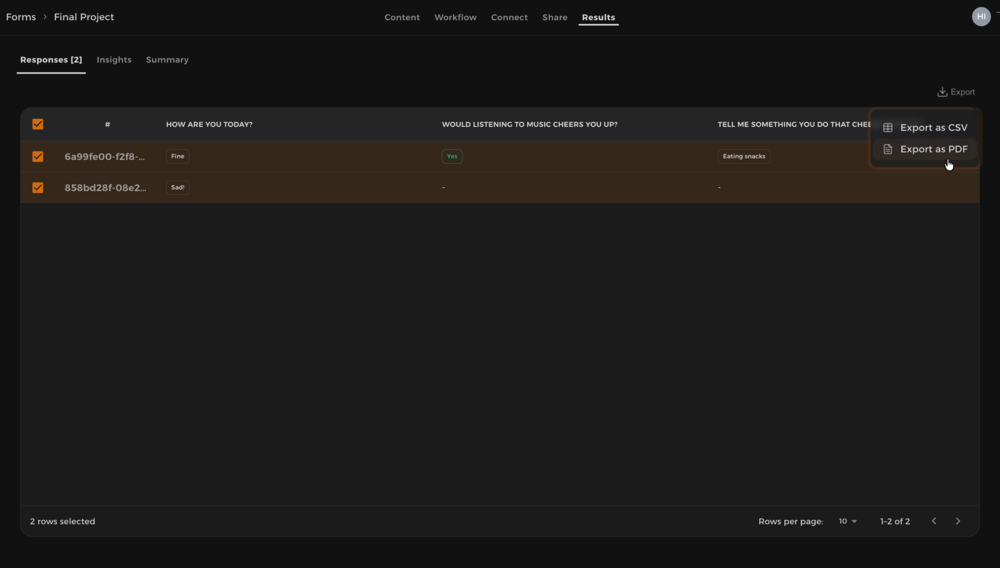 Forms > Final Project
Content Workflow Connect Share Results
HI
Responses [2] Insights Summary
Export
# HOW ARE YOU TODAY? WOULD LISTENING TO MUSIC CHEERS YOU UP? TELL ME SOMETHING YOU DO THAT CHEE
Export as CSV
Export as PDF
6a99fe00-f2f8-... Fine Yes Eating snacks
858bd28f-08e2... Sad! - -
2 rows selected Rows per page: 10 1–2 of 2